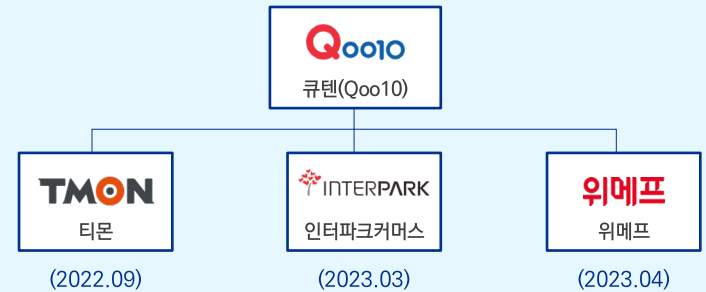 Qoo10
큐텐(Qoo10)
TMON
INTERPARK
위메프
티몬
인터파크커머스
위메프
(2022.09)
(2023.03)
(2023.04)